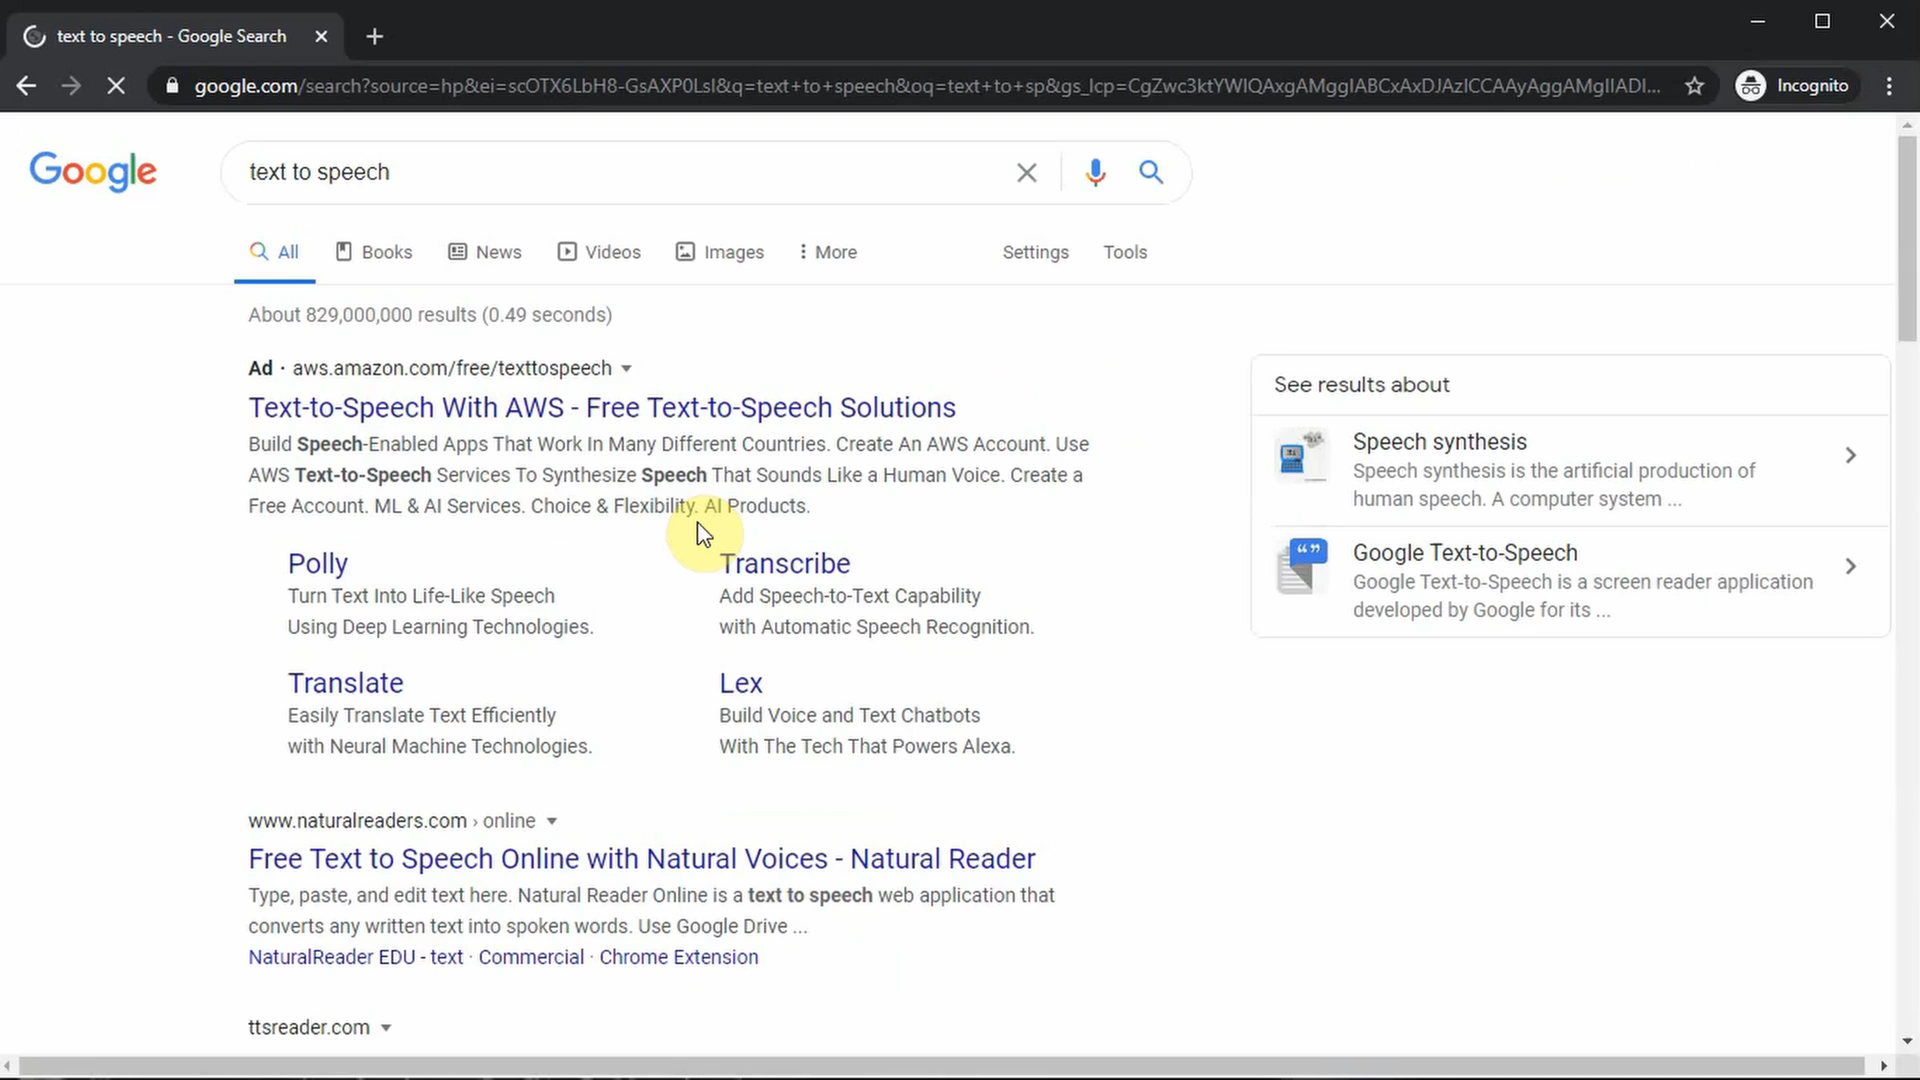 text to speech - Google Search
google.com/search?source=hp&ei=scOTX6LbH8-GsAXP0LsI&q=text+to+speech&oq=text+to+sp&gs_lcp=CgZwc3ktYWIQAxgAMggIABCxAxDJAzICCAAyAggAMgIIADI...
Incognito
Google
text to speech
All
Books
News
Videos
Images
More
Settings
Tools
About 829,000,000 results (0.49 seconds)
Ad · aws.amazon.com/free/texttospeech
Text-to-Speech With AWS - Free Text-to-Speech Solutions
Build Speech-Enabled Apps That Work In Many Different Countries. Create An AWS Account. Use
AWS Text-to-Speech Services To Synthesize Speech That Sounds Like a Human Voice. Create a
Free Account. ML & AI Services. Choice & Flexibility. AI Products.
Polly
Turn Text Into Life-Like Speech
Using Deep Learning Technologies.
Transcribe
Add Speech-to-Text Capability
with Automatic Speech Recognition.
Translate
Easily Translate Text Efficiently
with Neural Machine Technologies.
Lex
Build Voice and Text Chatbots
With The Tech That Powers Alexa.
www.naturalreaders.com › online
Free Text to Speech Online with Natural Voices - Natural Reader
Type, paste, and edit text here. Natural Reader Online is a text to speech web application that
converts any written text into spoken words. Use Google Drive ...
NaturalReader EDU - text · Commercial · Chrome Extension
ttsreader.com
See results about
Speech synthesis
Speech synthesis is the artificial production of
human speech. A computer system ...
Google Text-to-Speech
Google Text-to-Speech is a screen reader application
developed by Google for its ...